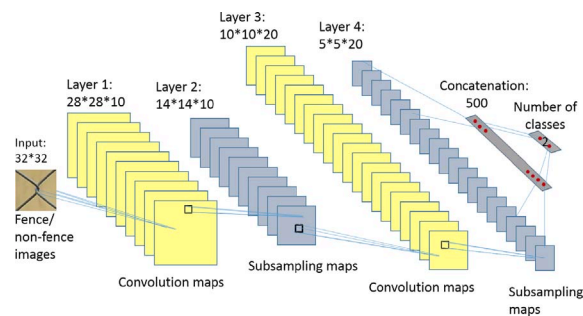 Layer 3:
10*10*20
Layer 4:
5*5*20
Layer 1:
28*28*10
Layer 2:
14*14*10
Concatenation:
500
Number of
classes
2
Input:
32*32
Fence/
non-fence
images
Convolution maps
Subsampling maps
Convolution maps
Subsampling
maps